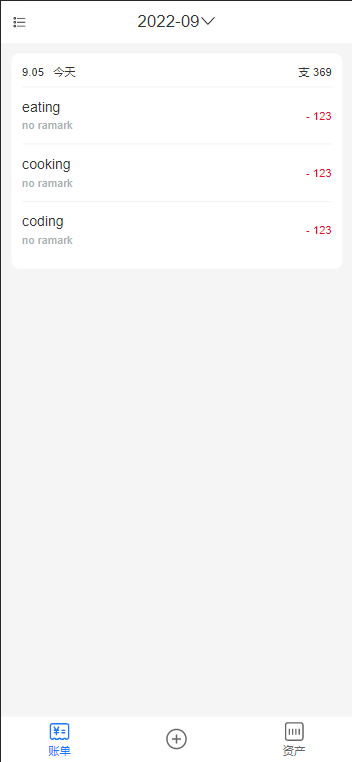 2022-09
9.05 今天 支 369
eating
no ramark
- 123
cooking
no ramark
- 123
coding
no ramark
- 123
账单
资产